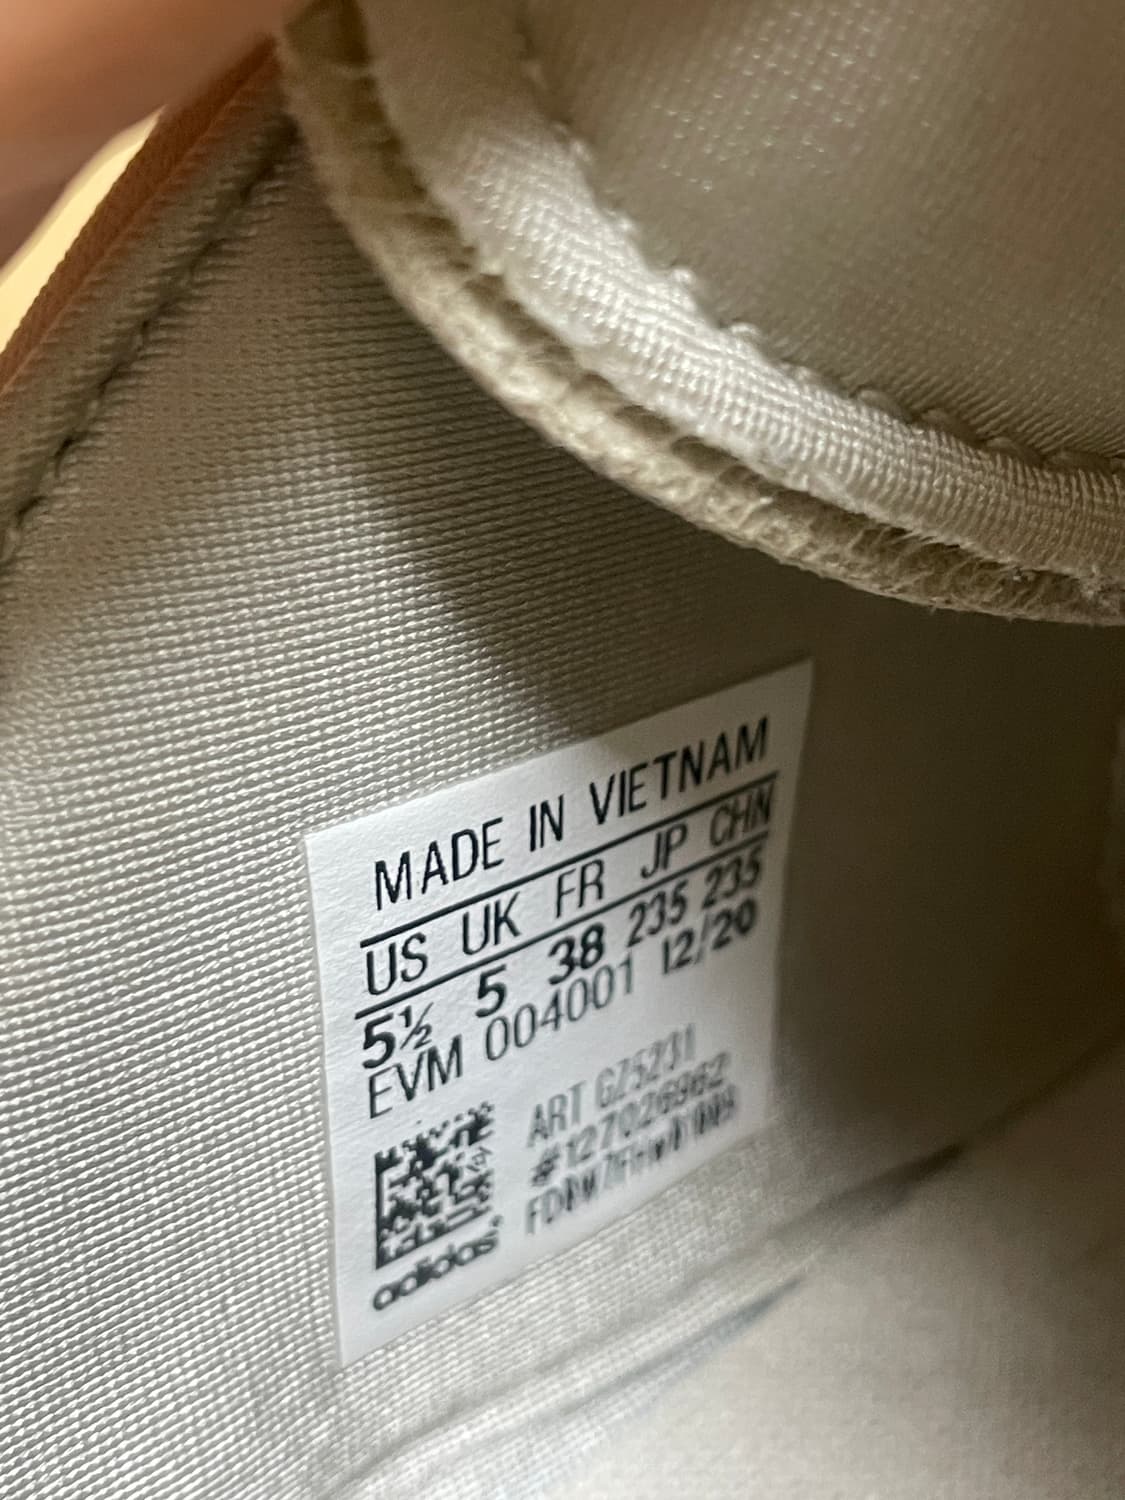 MADE IN VIETNAM
US UK FR JP CHN
5½ 5 38 235 235
EVM 004001 12/20
ART GZ5231
#127026962
adidas